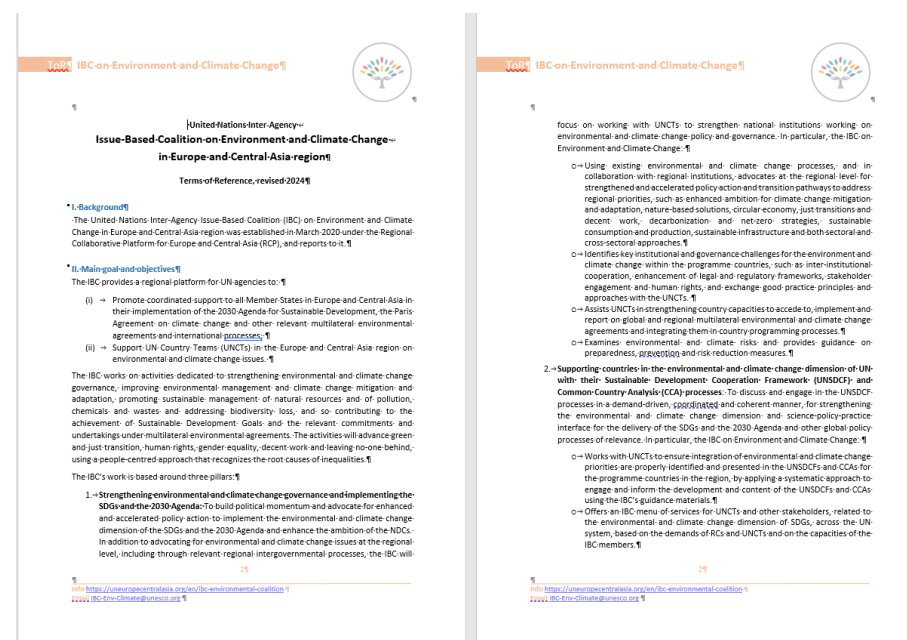 ToR IBC on Environment and Climate Change
United Nations Inter-Agency
Issue-Based Coalition on Environment and Climate Change
in Europe and Central Asia region
Terms of Reference, revised 2024
I. Background
The United Nations Inter-Agency Issue-Based Coalition (IBC) on Environment and Climate
Change in Europe and Central Asia region was established in March 2020 under the Regional
Collaborative Platform for Europe and Central Asia (RCP), and reports to it.
II. Main goal and objectives
The IBC provides a regional platform for UN agencies to:
(i) Promote coordinated support to all Member States in Europe and Central Asia in
their implementation of the 2030 Agenda for Sustainable Development, the Paris
Agreement on climate change and other relevant multilateral environmental
agreements and international processes;
(ii) Support UN Country Teams (UNCTs) in the Europe and Central Asia region on
environmental and climate change issues.
The IBC works on activities dedicated to strengthening environmental and climate change
governance, improving environmental management and climate change mitigation and
adaptation, promoting sustainable management of natural resources and of pollution,
chemicals and wastes and addressing biodiversity loss, and so contributing to the
achievement of Sustainable Development Goals and the relevant commitments and
undertakings under multilateral environmental agreements. The activities will advance green
and just transition, human rights, gender equality, decent work and leaving no one behind,
using a people-centred approach that recognizes the root causes of inequalities.
The IBC's work is based around three pillars:
1. Strengthening environmental and climate change governance and implementing the
SDGs and the 2030 Agenda: To build political momentum and advocate for enhanced
and accelerated policy action to implement the environmental and climate change
dimension of the SDGs and the 2030 Agenda and enhance the ambition of the NDCs.
In addition to advocating for environmental and climate change issues at the regional
level, including through relevant regional intergovernmental processes, the IBC will
1
Info https://uneuropecentralasia.org/en/ibc-environmental-coalition
Email IBC-Env-Climate@unesco.org
ToR IBC on Environment and Climate Change
focus on working with UNCTs to strengthen national institutions working on
environmental and climate change policy and governance. In particular, the IBC on
Environment and Climate Change:
o Using existing environmental and climate change processes, and in
collaboration with regional institutions, advocates at the regional level for
strengthened and accelerated policy action and transition pathways to address
regional priorities, such as enhanced ambition for climate change mitigation
and adaptation, nature-based solutions, circular economy, just transitions and
decent work, decarbonization and net-zero strategies, sustainable
consumption and production, sustainable infrastructure and both sectoral and
cross-sectoral approaches.
o Identifies key institutional and governance challenges for the environment and
climate change within the programme countries, such as inter-institutional
cooperation, enhancement of legal and regulatory frameworks, stakeholder
engagement and human rights, and exchange good practice principles and
approaches with the UNCTs.
o Assists UNCTs in strengthening country capacities to accede to, implement and
report on global and regional multilateral environmental and climate change
agreements and integrating them in country programming processes.
o Examines environmental and climate risks and provides guidance on
preparedness, prevention and risk reduction measures.
2. Supporting countries in the environmental and climate change dimension of UN
with their Sustainable Development Cooperation Framework (UNSDCF) and
Common Country Analysis (CCA) processes: To discuss and engage in the UNSDCF
processes in a demand-driven, coordinated and coherent manner, for strengthening
the environmental and climate change dimension and science-policy-practice
interface for the delivery of the SDGs and the 2030 Agenda and other global policy
processes of relevance. In particular, the IBC on Environment and Climate Change:
o Works with UNCTs to ensure integration of environmental and climate change
priorities are properly identified and presented in the UNSDCFs and CCAs for
the programme countries in the region, by applying a systematic approach to
engage and inform the development and content of the UNSDCFs and CCAs
using the IBC's guidance materials.
o Offers an IBC menu of services for UNCTs and other stakeholders, related to
the environmental and climate change dimension of SDGs, across the UN
system, based on the demands of RCs and UNCTs and on the capacities of the
IBC members.
2
Info https://uneuropecentralasia.org/en/ibc-environmental-coalition
Email IBC-Env-Climate@unesco.org